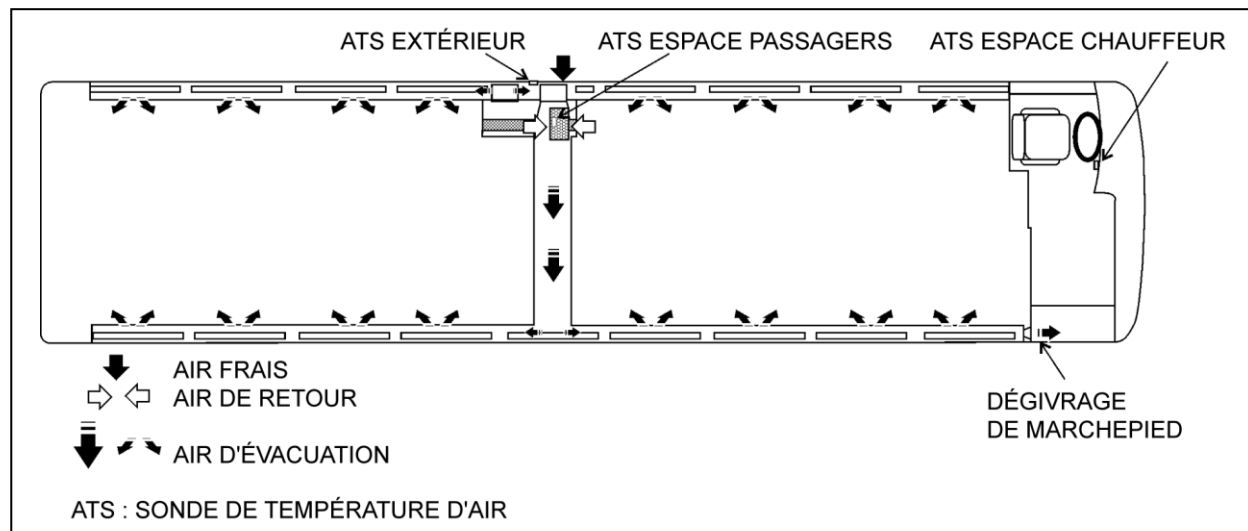 ATS EXTÉRIEUR
ATS ESPACE PASSAGERS
ATS ESPACE CHAUFFEUR
AIR FRAIS
AIR DE RETOUR
AIR D'ÉVACUATION
DÉGIVRAGE
DE MARCHEPIED
ATS : SONDE DE TEMPÉRATURE D'AIR